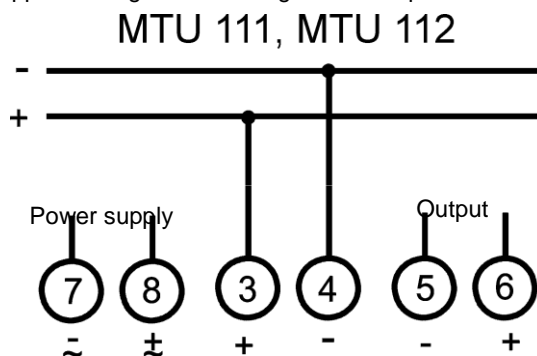 MTU 111, MTU 112
-
+
Power supply Output
7 8 3 4 5 6
- ± + - - +
~ ~